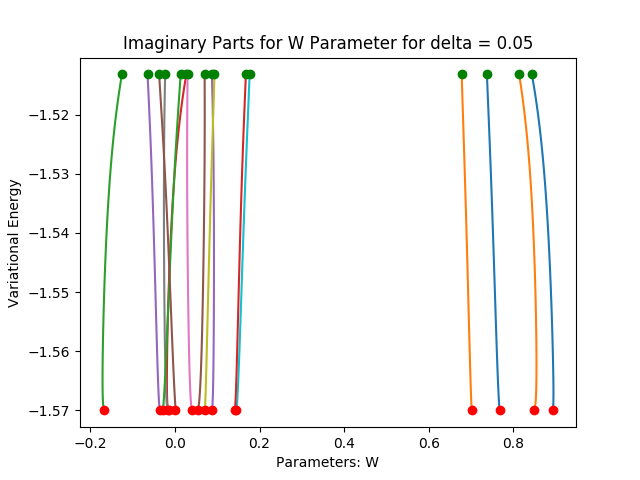 Imaginary Parts for W Parameter for delta = 0.05
−1.52
−1.53
−1.54
−1.55
−1.56
−1.57
Variational Energy
−0.2 0.0 0.2 0.4 0.6 0.8
Parameters: W